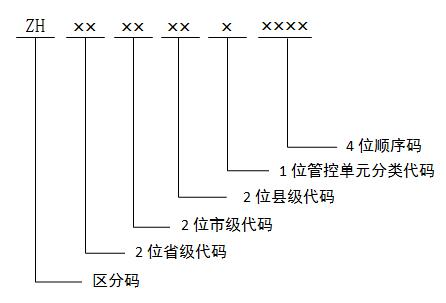 ZH ×× ×× ×× × ××××
4 位顺序码
1 位管控单元分类代码
2 位县级代码
2 位市级代码
2 位省级代码
区分码